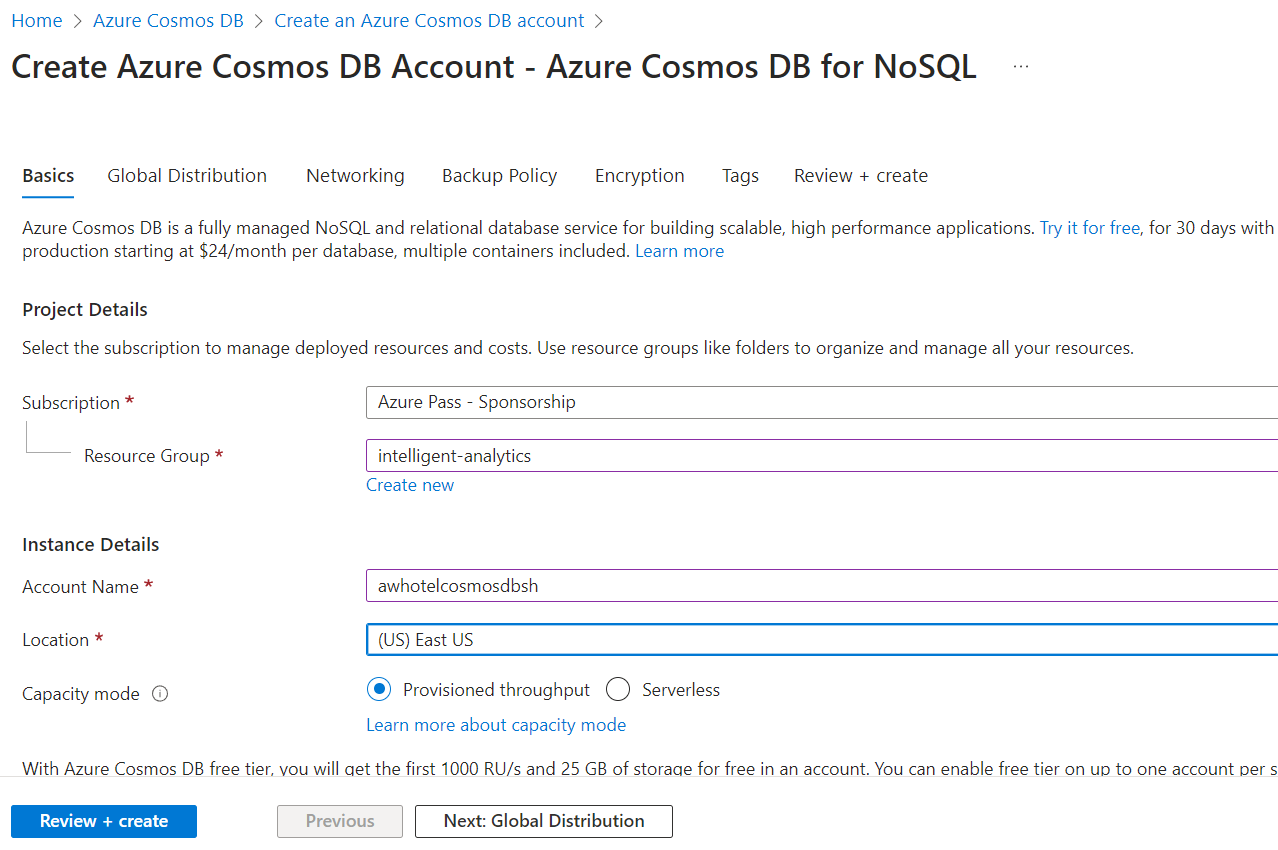 Home > Azure Cosmos DB > Create an Azure Cosmos DB account >
Create Azure Cosmos DB Account - Azure Cosmos DB for NoSQL ...
Basics Global Distribution Networking Backup Policy Encryption Tags Review + create
Azure Cosmos DB is a fully managed NoSQL and relational database service for building scalable, high performance applications. Try it for free, for 30 days with
production starting at $24/month per database, multiple containers included. Learn more
Project Details
Select the subscription to manage deployed resources and costs. Use resource groups like folders to organize and manage all your resources.
Subscription * Azure Pass - Sponsorship
Resource Group * intelligent-analytics
Create new
Instance Details
Account Name * awhotelcosmosdbsh
Location * (US) East US
Capacity mode Provisioned throughput Serverless
Learn more about capacity mode
With Azure Cosmos DB free tier, you will get the first 1000 RU/s and 25 GB of storage for free in an account. You can enable free tier on up to one account per s
Review + create Previous Next: Global Distribution